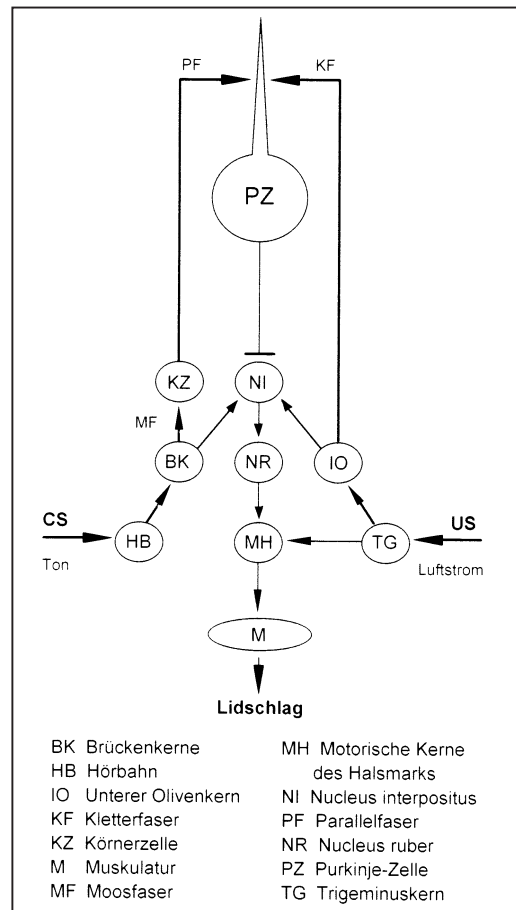 PF
KF
PZ
KZ
NI
MF
BK
NR
IO
CS
US
HB
MH
TG
Ton
Luftstrom
M
Lidschlag
BK Brückenkerne
HB Hörbahn
IO Unterer Olivenkern
KF Kletterfaser
KZ Körnerzelle
M Muskulatur
MF Moosfaser
MH Motorische Kerne
des Halsmarks
NI Nucleus interpositus
PF Parallelfaser
NR Nucleus ruber
PZ Purkinje-Zelle
TG Trigeminuskern